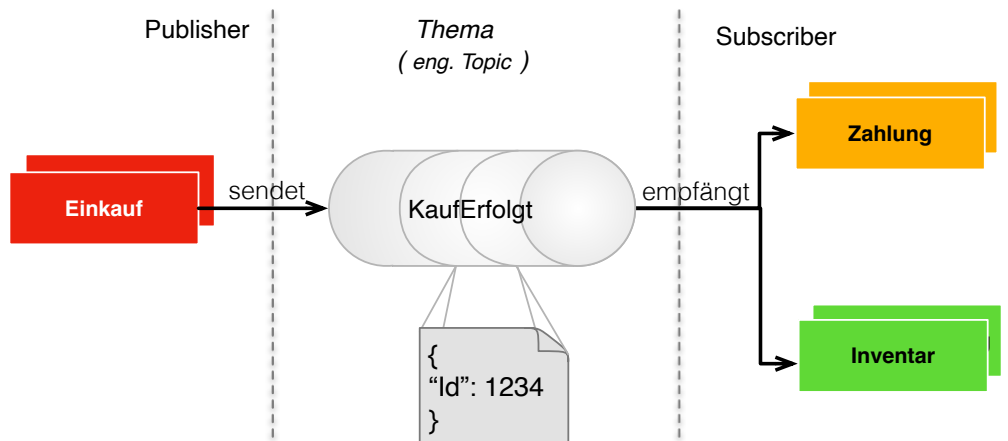 Publisher
Thema
( eng. Topic )
Subscriber
Einkauf
sendet
KaufErfolgt
empfängt
Zahlung
Inventar
{
“Id”: 1234
}